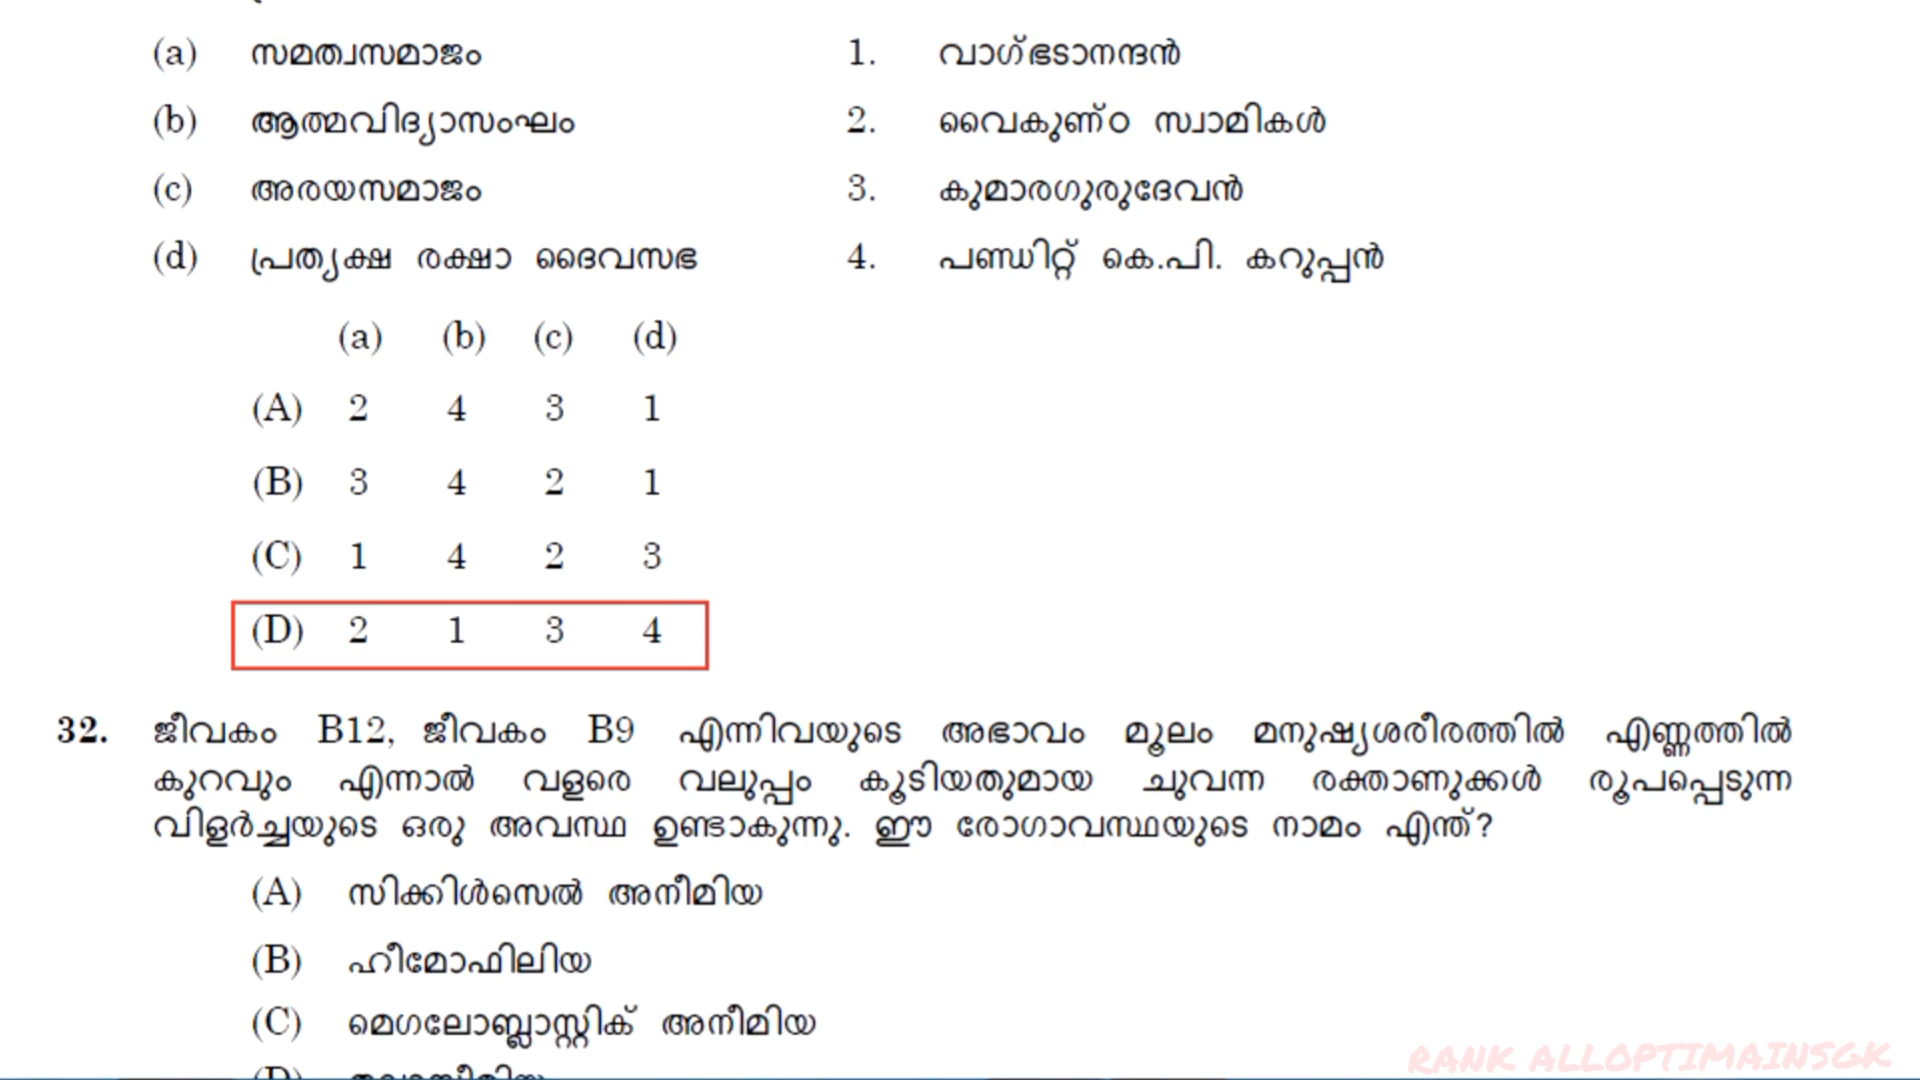 (a) സമത്വസമാജം 1. വാഗ്ഭടാനന്ദൻ
(b) ആത്മവിദ്യാസംഘം 2. വൈകുണ്ഠ സ്വാമികൾ
(c) അരയസമാജം 3. കുമാരഗുരുദേവൻ
(d) പ്രത്യക്ഷ രക്ഷാ ദൈവസഭ 4. പണ്ഡിറ്റ് കെ.പി. കറുപ്പൻ
(a) (b) (c) (d)
(A) 2 4 3 1
(B) 3 4 2 1
(C) 1 4 2 3
(D) 2 1 3 4
32. ജീവകം B12, ജീവകം B9 എന്നിവയുടെ അഭാവം മൂലം മനുഷ്യശരീരത്തിൽ എണ്ണത്തിൽ
കുറവും എന്നാൽ വളരെ വലുപ്പം കൂടിയതുമായ ചുവന്ന രക്താണുക്കൾ രൂപപ്പെടുന്ന
വിളർച്ചയുടെ ഒരു അവസ്ഥ ഉണ്ടാകുന്നു. ഈ രോഗാവസ്ഥയുടെ നാമം എന്ത്?
(A) സിക്കിൾസെൽ അനീമിയ
(B) ഹീമോഫിലിയ
(C) മെഗലോബ്ലാസ്റ്റിക് അനീമിയ
(D)
RANK ALLOPTIMAINSGK